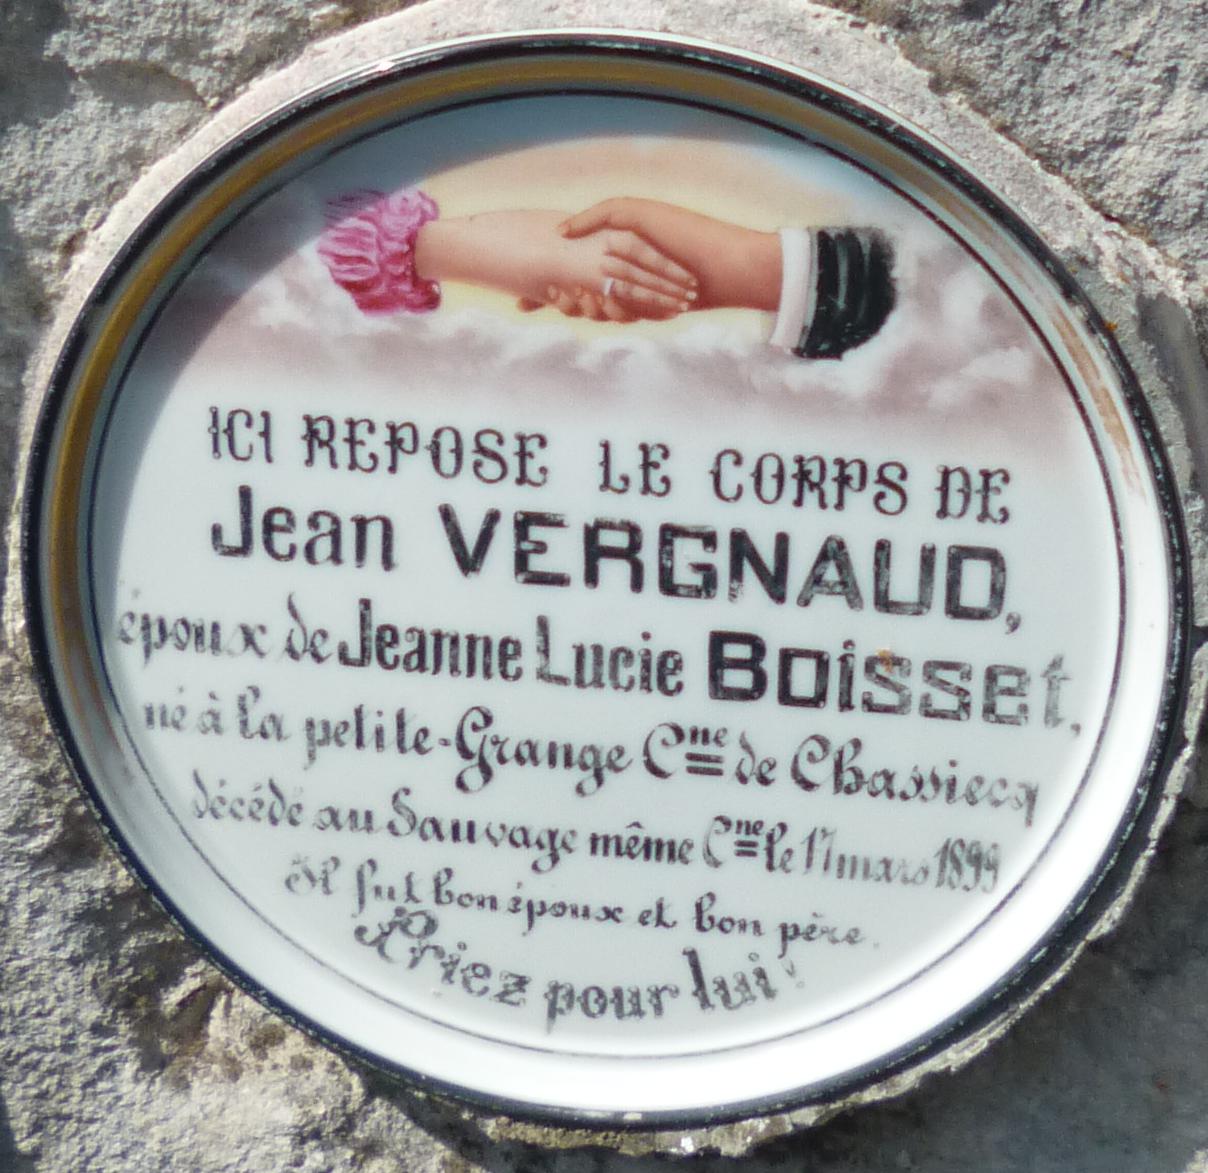 ICI REPOSE LE CORPS DE
Jean VERGNAUD,
époux de Jeanne Lucie BOISSET,
né à la petite-Grange Cne de Chassiecq
décédé au Sauvage même Cne le 17 mars 1899
Il fut bon époux et bon père.
Priez pour lui!